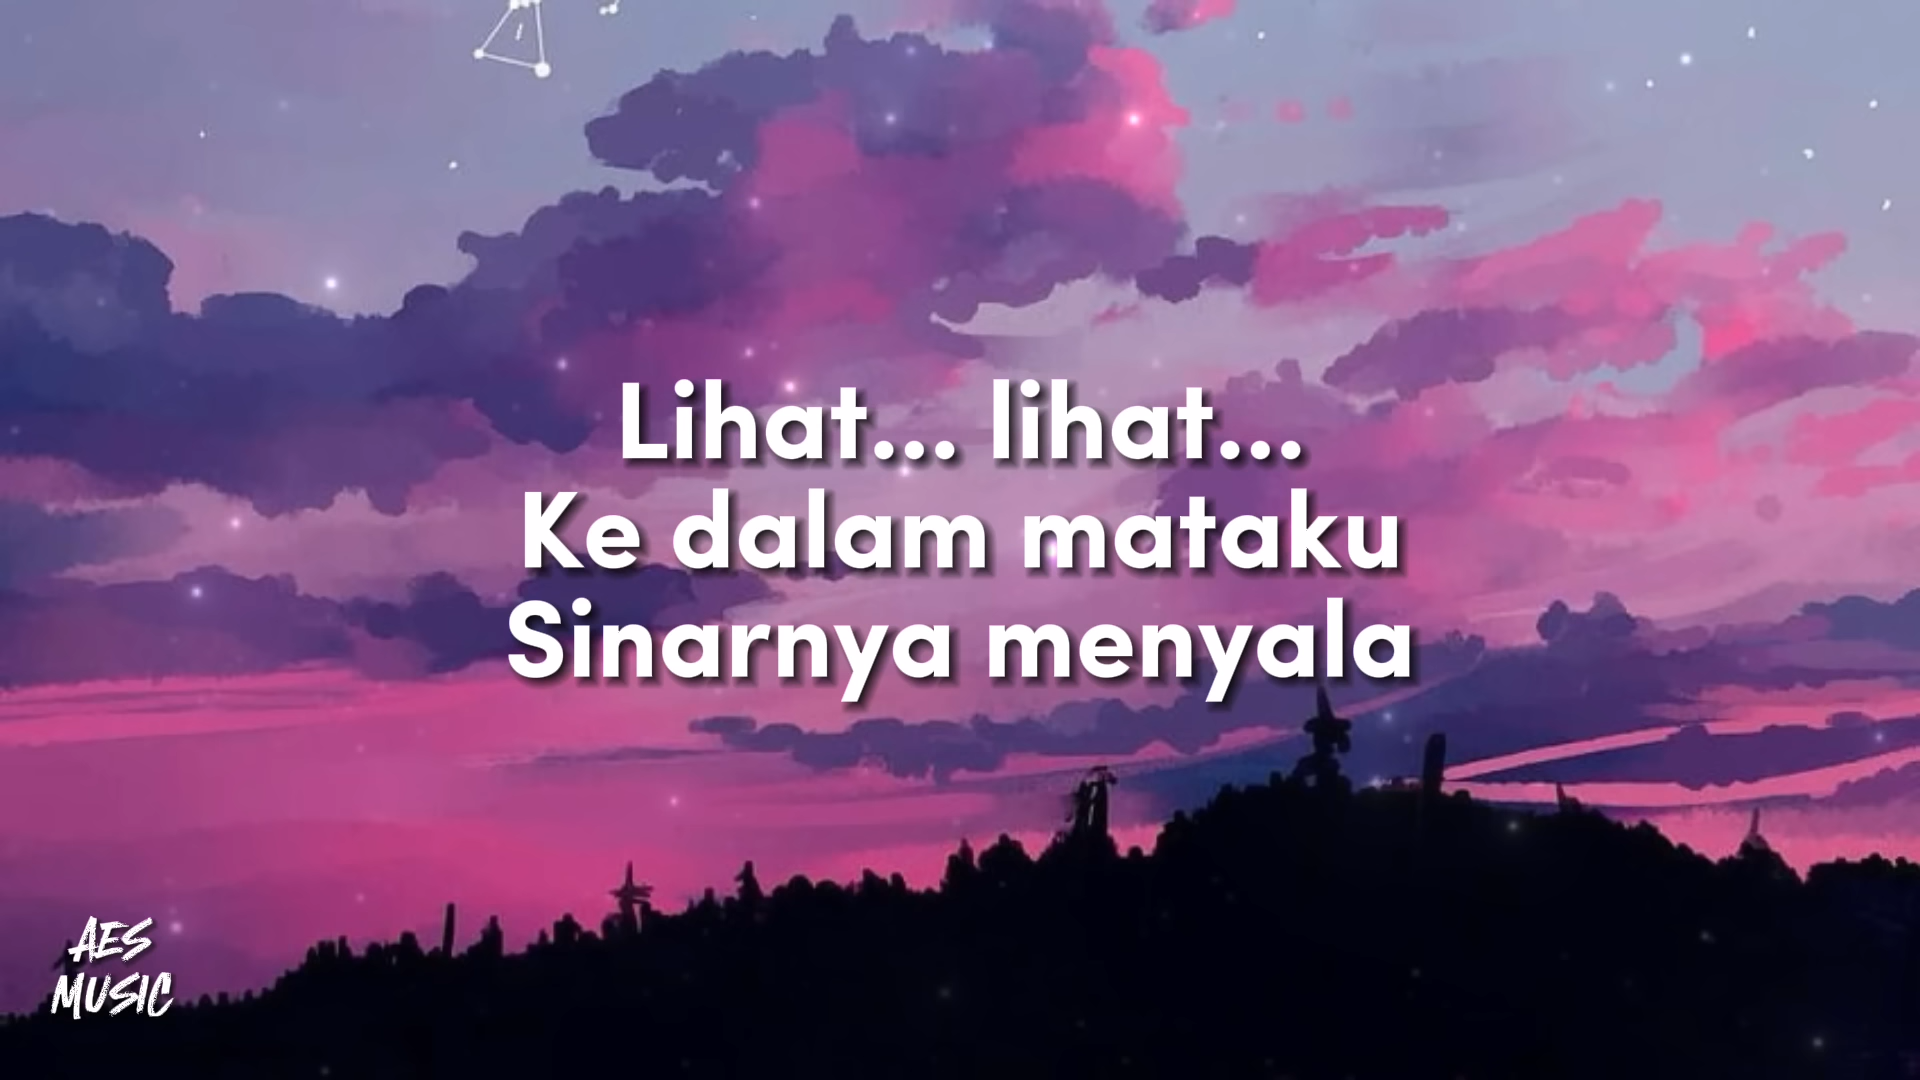 Lihat... lihat...
Ke dalam mataku
Sinarnya menyala
AES
MUSIC